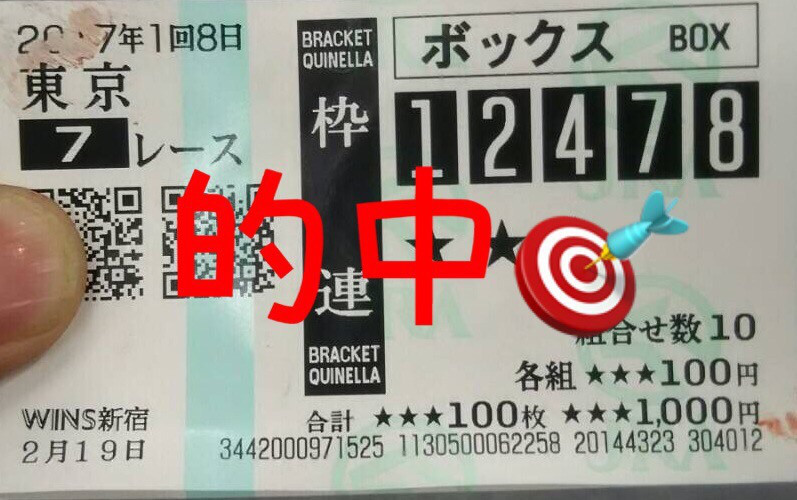 2017年1回8日
東京
7レース
BRACKET
QUINELLA
枠連
BRACKET
QUINELLA
ボックス BOX
1 2 4 7 8
★★
的中
組合せ数10
各組★★★100円
合計★★★100枚★★★1,000円
WINS新宿
2月19日
3442000971525 1130500062258 20144323 304012